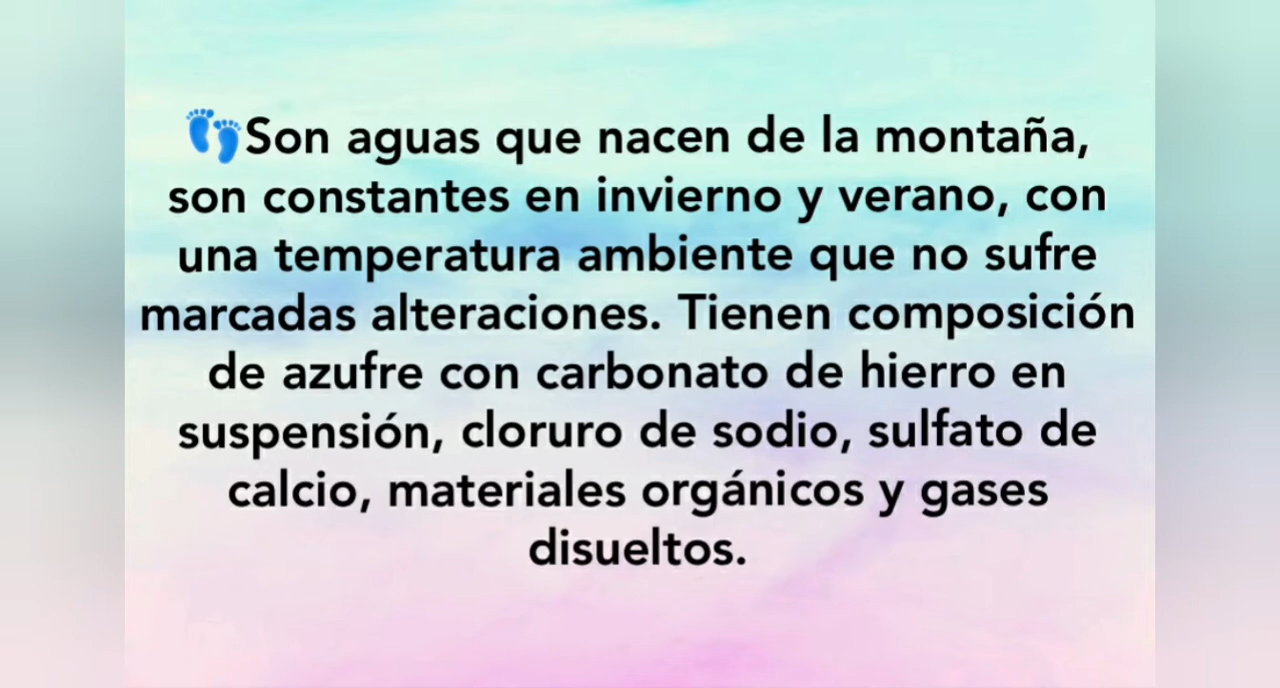 👣Son aguas que nacen de la montaña,
son constantes en invierno y verano, con
una temperatura ambiente que no sufre
marcadas alteraciones. Tienen composición
de azufre con carbonato de hierro en
suspensión, cloruro de sodio, sulfato de
calcio, materiales orgánicos y gases
disueltos.